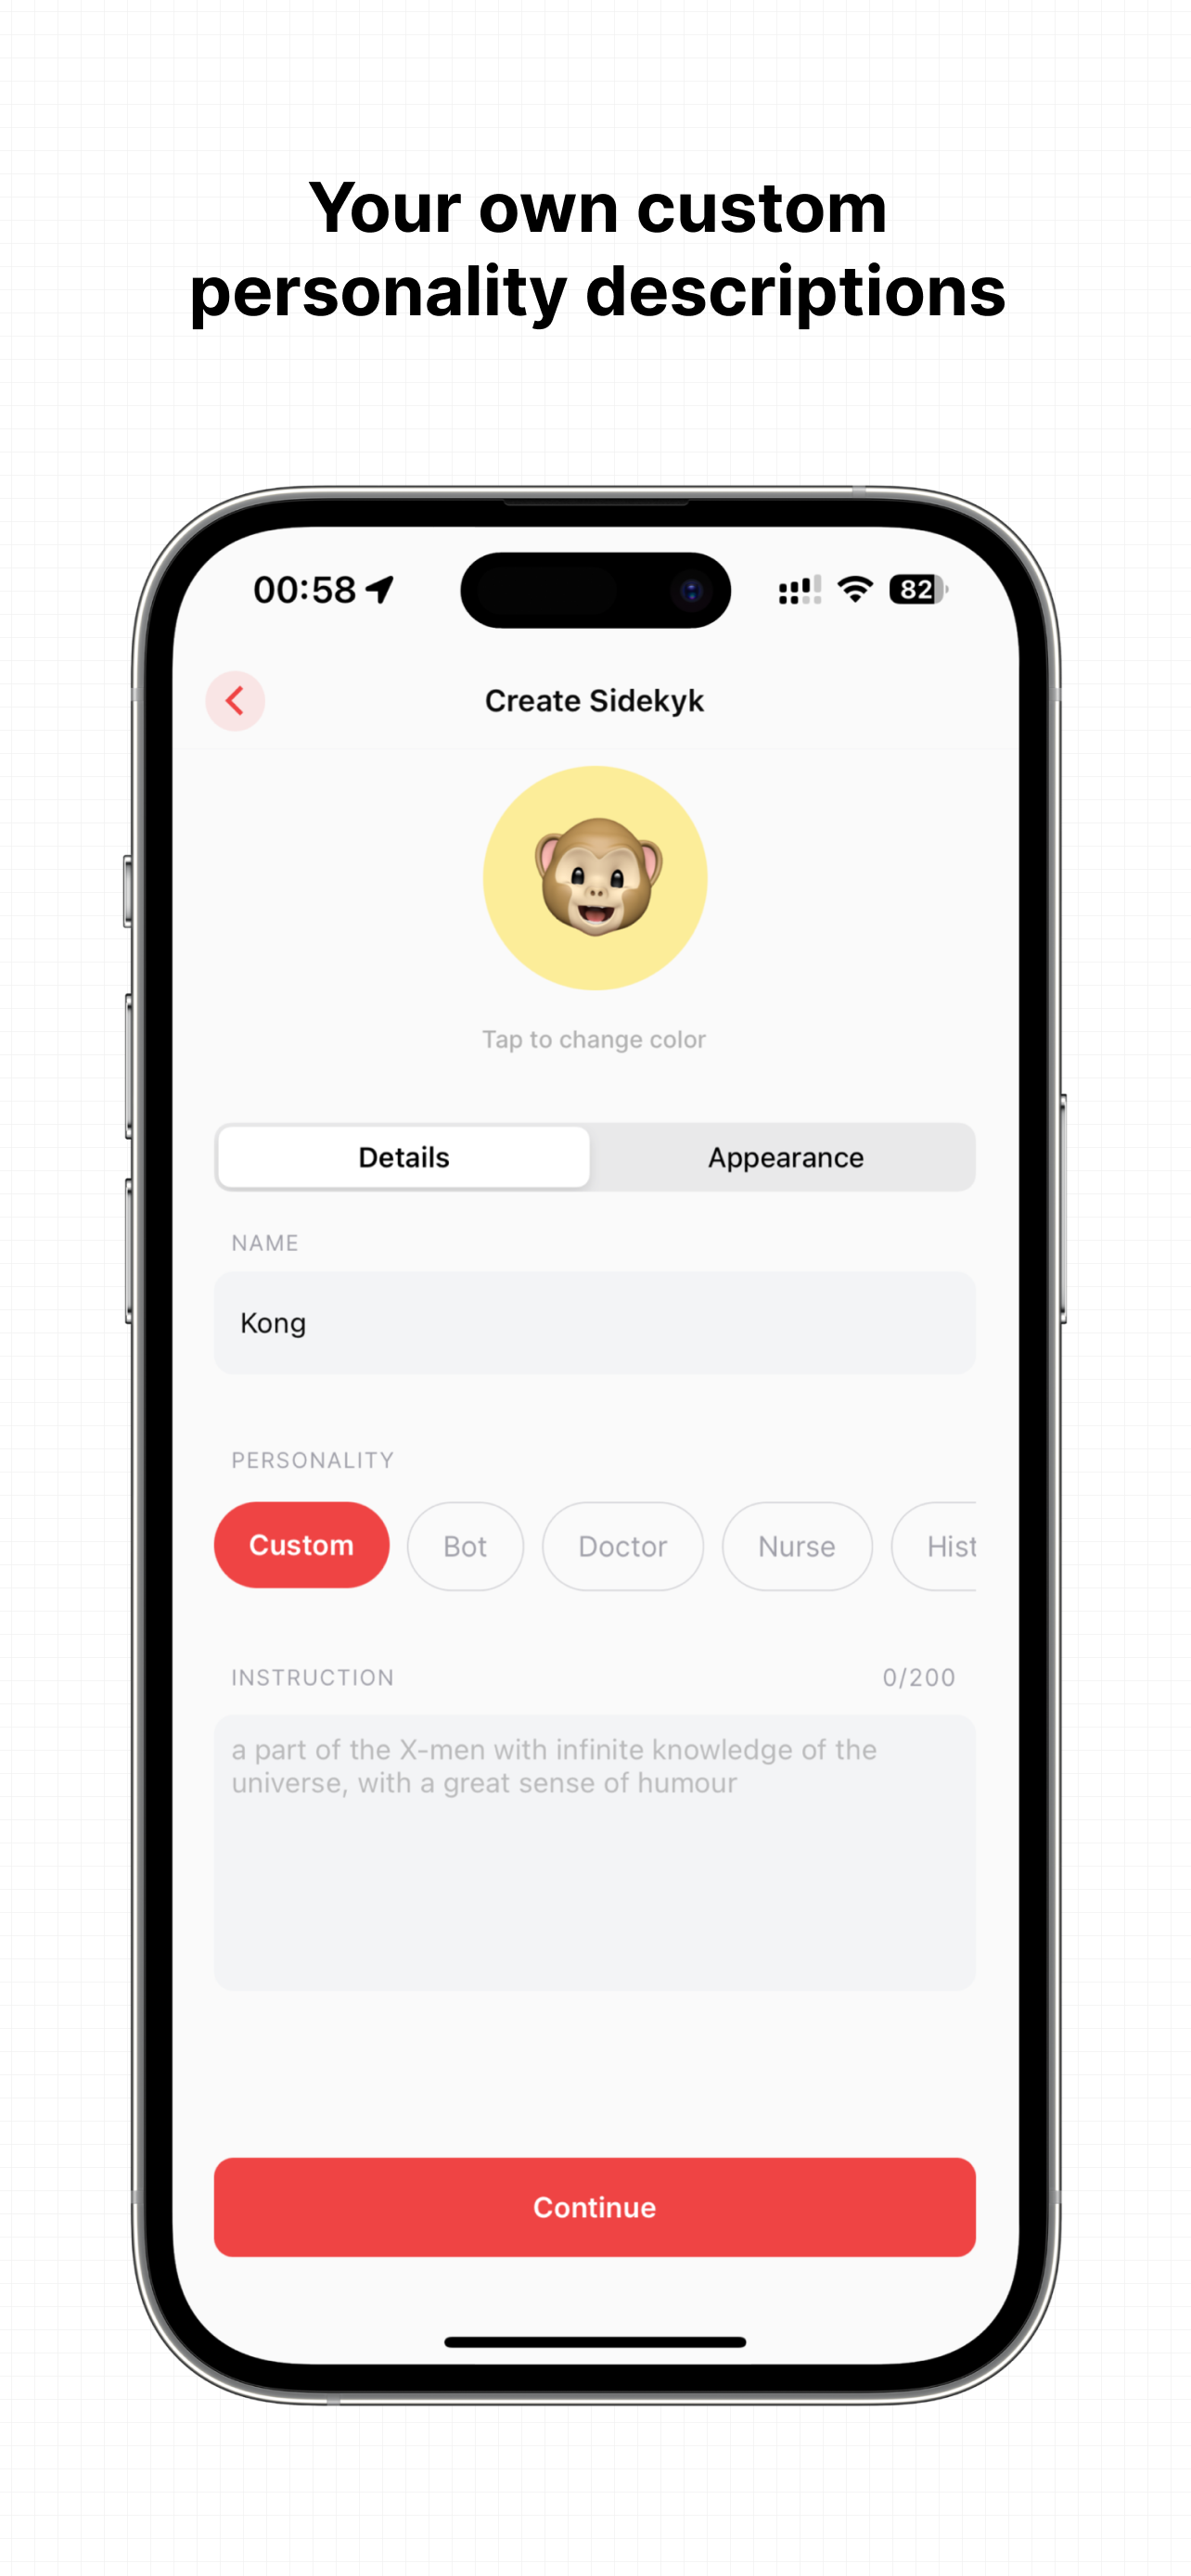 Your own custom
personality descriptions
00:58
82
Create Sidekyk
Tap to change color
Details
Appearance
NAME
Kong
PERSONALITY
Custom
Bot
Doctor
Nurse
Hist
INSTRUCTION
0/200
a part of the X-men with infinite knowledge of the
universe, with a great sense of humour
Continue